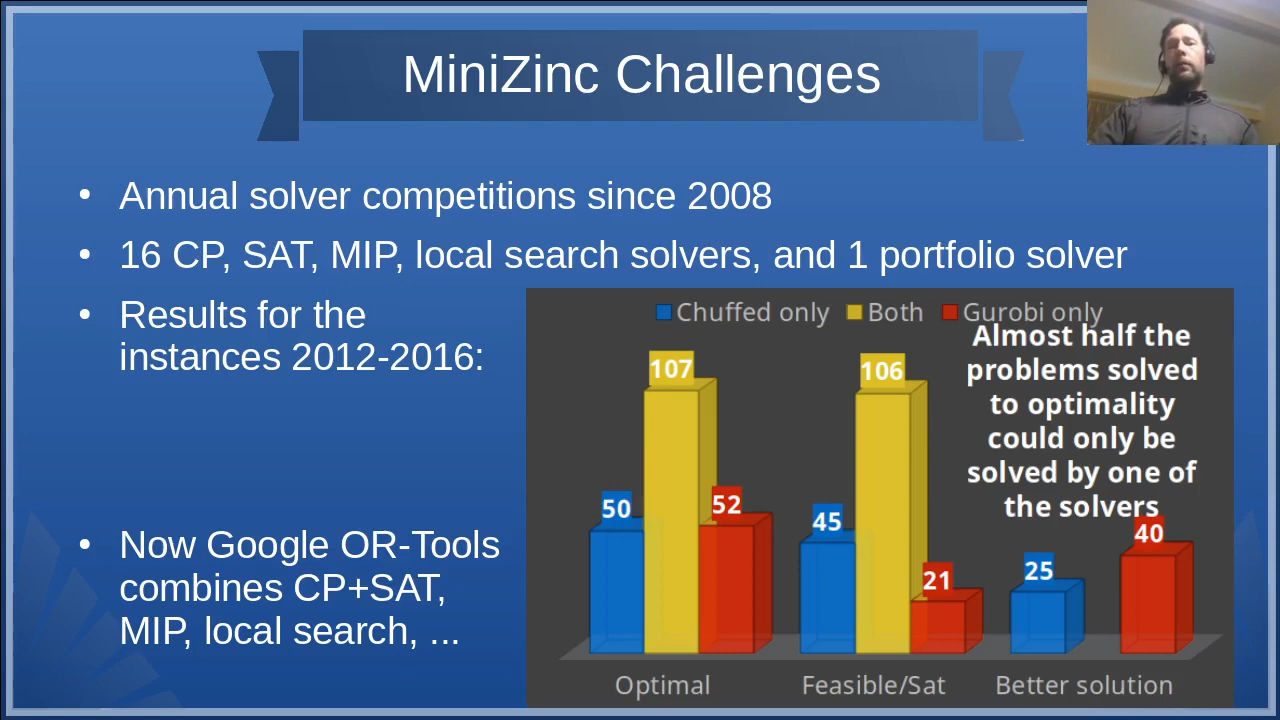 MiniZinc Challenges
• Annual solver competitions since 2008
• 16 CP, SAT, MIP, local search solvers, and 1 portfolio solver
• Results for the
instances 2012-2016:
• Now Google OR-Tools
combines CP+SAT,
MIP, local search, ...
Chuffed only Both Gurobi only
Almost half the
problems solved
to optimality
could only be
solved by one of
the solvers
50 107 52
45 106 21
25 40
Optimal Feasible/Sat Better solution